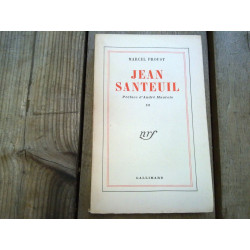 MARCEL PROUST
JEAN
SANTEUIL
Préface d'André Maurois
III
nrf
GALLIMARD